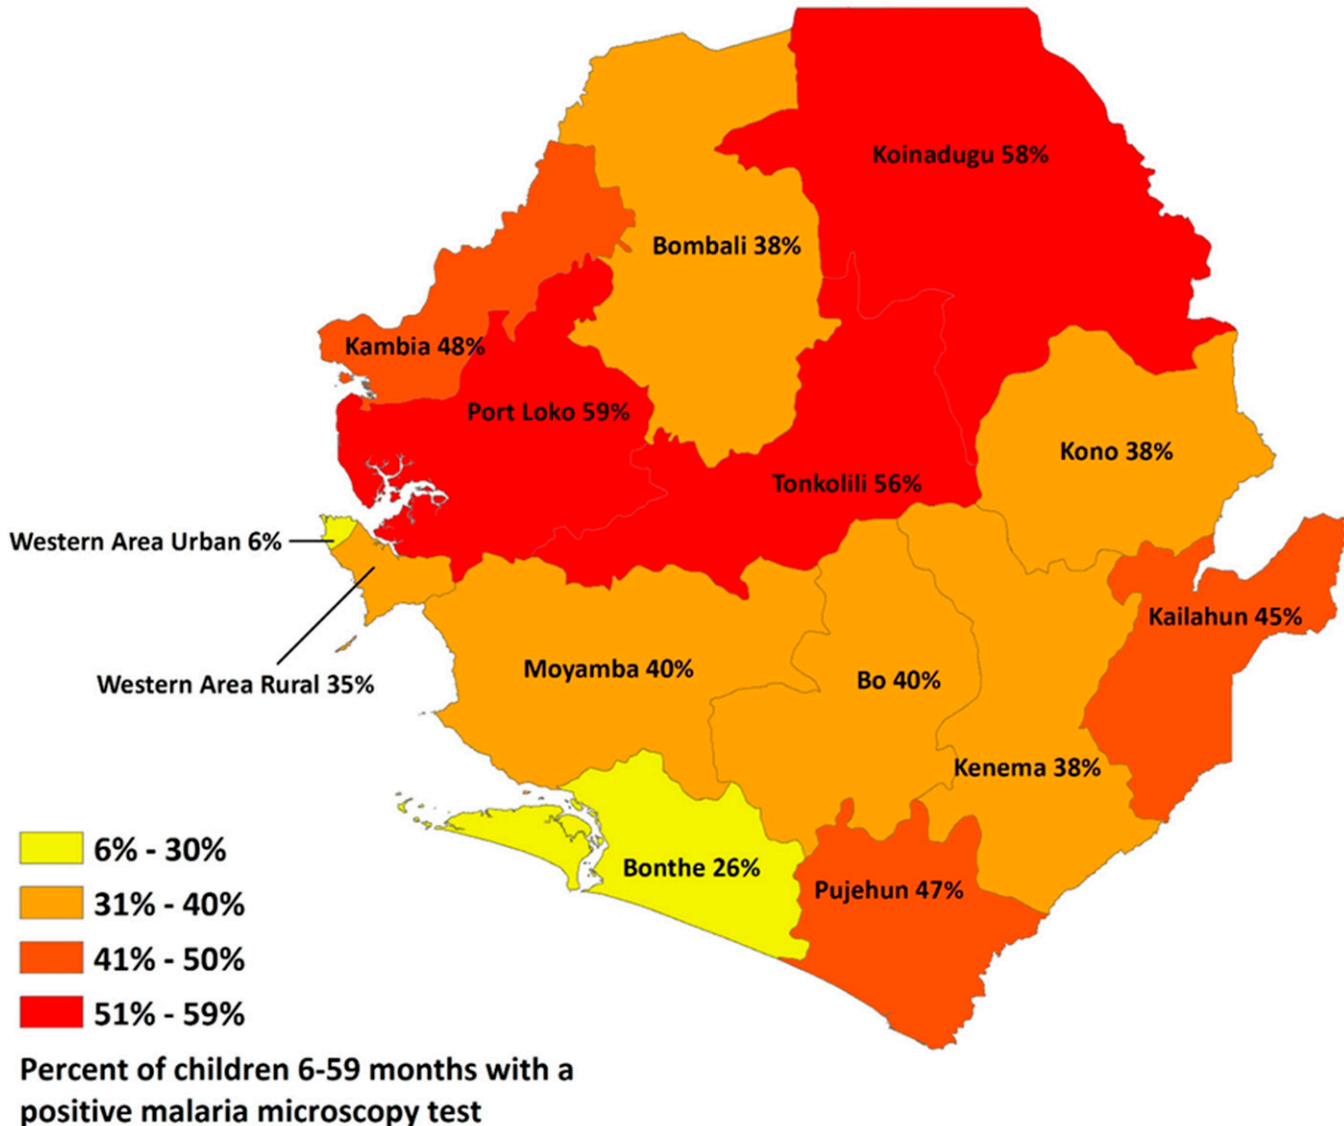 Koinadugu 58%
Bombali 38%
Kambia 48%
Port Loko 59%
Kono 38%
Tonkolili 56%
Western Area Urban 6%
Kailahun 45%
Western Area Rural 35%
Moyamba 40%
Bo 40%
Kenema 38%
Bonthe 26%
Pujehun 47%
6% - 30%
31% - 40%
41% - 50%
51% - 59%
Percent of children 6-59 months with a
positive malaria microscopy test